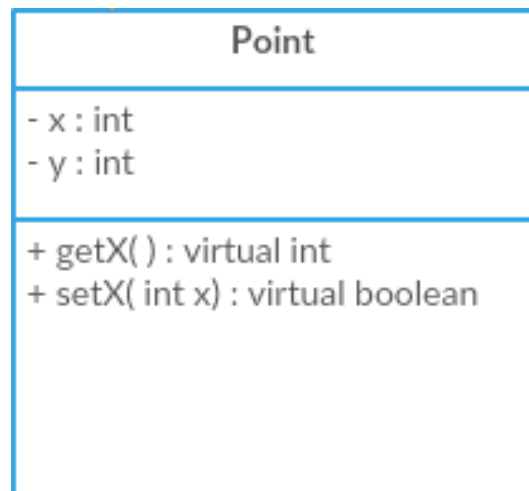 Point
- x : int
- y : int
+ getX( ) : virtual int
+ setX( int x) : virtual boolean